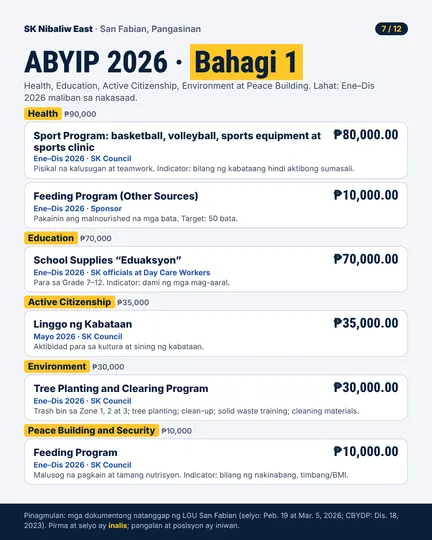 SK Nibaliw East · San Fabian, Pangasinan
7 / 12
ABYIP 2026 · Bahagi 1
Health, Education, Active Citizenship, Environment at Peace Building. Lahat: Ene–Dis
2026 maliban sa nakasaad.
Health ₱90,000
Sport Program: basketball, volleyball, sports equipment at
sports clinic
₱80,000.00
Ene–Dis 2026 · SK Council
Pisikal na kalusugan at teamwork. Indicator: bilang ng kabataang hindi aktibong sumasali.
Feeding Program (Other Sources)
₱10,000.00
Ene–Dis 2026 · Sponsor
Pakainin ang malnourished na mga bata. Target: 50 bata.
Education ₱70,000
School Supplies “Eduaksyon”
₱70,000.00
Ene–Dis 2026 · SK officials at Day Care Workers
Para sa Grade 7–12. Indicator: dami ng mga mag-aaral.
Active Citizenship ₱35,000
Linggo ng Kabataan
₱35,000.00
Mayo 2026 · SK Council
Aktibidad para sa kultura at sining ng kabataan.
Environment ₱30,000
Tree Planting and Clearing Program
₱30,000.00
Ene–Dis 2026 · SK Council
Trash bin sa Zone 1, 2 at 3; tree planting; clean-up; solid waste training; cleaning materials.
Peace Building and Security ₱10,000
Feeding Program
₱10,000.00
Ene–Dis 2026 · SK Council
Malusog na pagkain at tamang nutrisyon. Indicator: bilang ng nakinabang, timbang/BMI.
Pinagmulan: mga dokumentong natanggap ng LGU San Fabian (selyo: Peb. 19 at Mar. 5, 2026; CBYDP: Dis. 18,
2023). Pirma at selyo ay inalis; pangalan at posisyon ay iniwan.